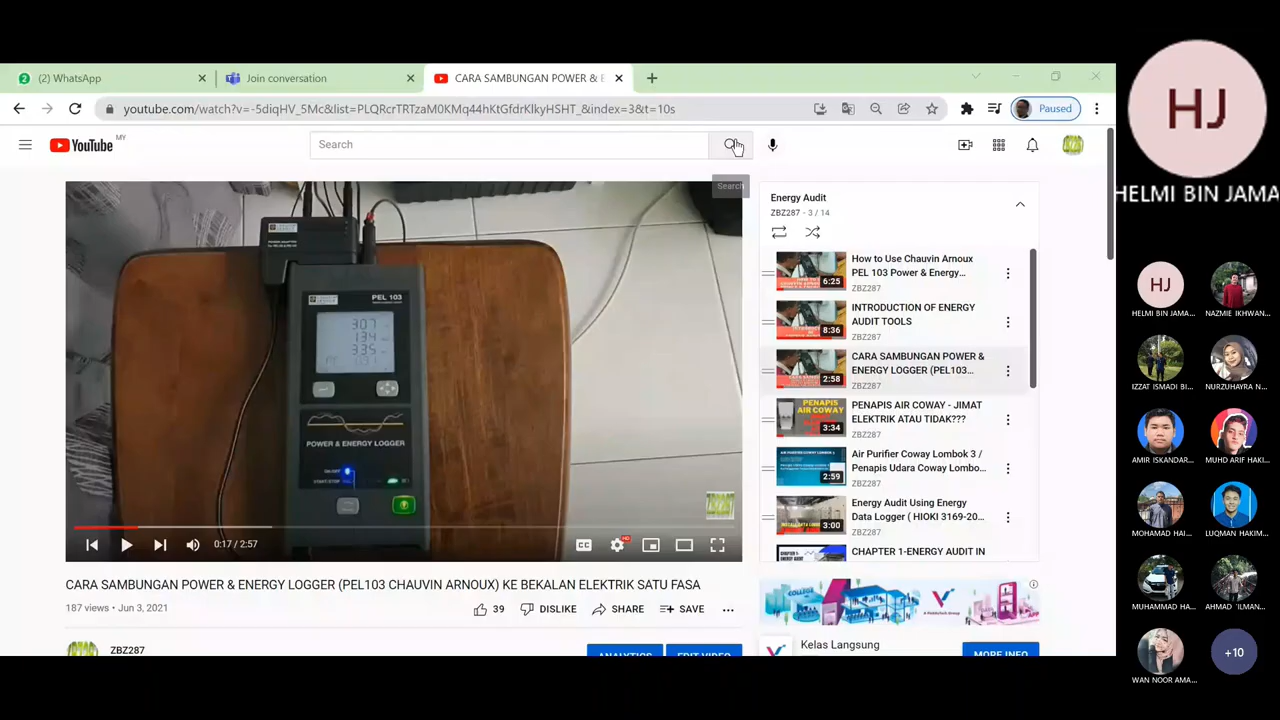 (2) WhatsApp
Join conversation
CARA SAMBUNGAN POWER & E
youtube.com/watch?v=-5diqHV_5Mc&list=PLQRcrTRTzaM0KMq44hKtGfdrKlkyHSHT_&index=3&t=10s
Paused
YouTube MY
Search
Search
PEL 103
POWER & ENERGY LOGGER
0:17 / 2:57
HD
CARA SAMBUNGAN POWER & ENERGY LOGGER (PEL103 CHAUVIN ARNOUX) KE BEKALAN ELEKTRIK SATU FASA
187 views • Jun 3, 2021
39
DISLIKE
SHARE
SAVE
ZBZ287
ANALYTICS
EDIT VIDEO
Energy Audit
ZBZ287 - 3 / 14
How to Use Chauvin Arnoux
PEL 103 Power & Energy...
ZBZ287
6:25
INTRODUCTION OF ENERGY
AUDIT TOOLS
ZBZ287
8:36
CARA SAMBUNGAN POWER &
ENERGY LOGGER (PEL103...
ZBZ287
2:58
PENAPIS AIR COWAY - JIMAT
ELEKTRIK ATAU TIDAK???
ZBZ287
3:34
Air Purifier Coway Lombok 3 /
Penapis Udara Coway Lombo...
ZBZ287
2:59
Energy Audit Using Energy
Data Logger ( HIOKI 3169-20...
ZBZ287
3:00
CHAPTER 1-ENERGY AUDIT IN
Kelas Langsung
MORE INFO
HJ
HELMI BIN JAMA
HJ
HELMI BIN JAMA...
NAZMIE IKHWAN...
IZZAT ISMADI BI...
NURZUHAYRA N...
AMIR ISKANDAR...
MUHD ARIF HAKI...
MOHAMAD HAI...
LUQMAN HAKIM...
MUHAMMAD HA...
AHMAD 'ILMAN...
WAN NOOR AMA...
+10